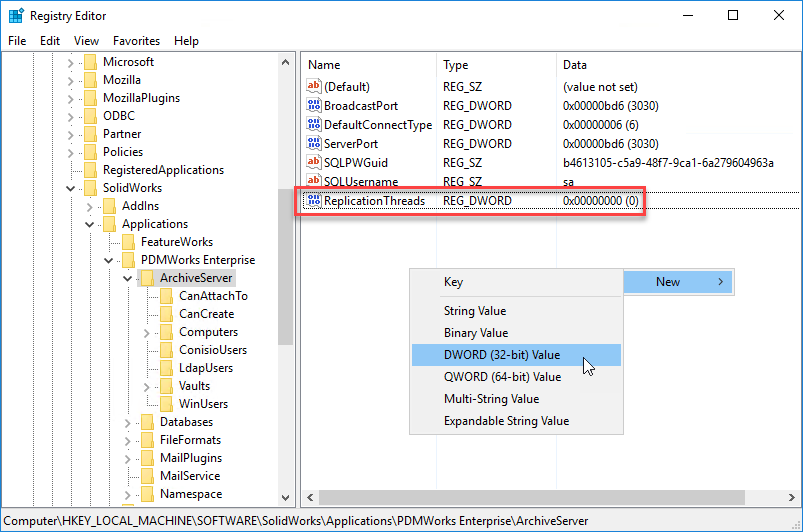 Registry Editor
File Edit View Favorites Help
Microsoft
Mozilla
MozillaPlugins
ODBC
Partner
Policies
RegisteredApplications
SolidWorks
AddIns
Applications
FeatureWorks
PDMWorks Enterprise
ArchiveServer
CanAttachTo
CanCreate
Computers
ConisioUsers
LdapUsers
Vaults
WinUsers
Databases
FileFormats
MailPlugins
MailService
Namespace
Name Type Data
ab (Default) REG_SZ (value not set)
BroadcastPort REG_DWORD 0x00000bd6 (3030)
DefaultConnectType REG_DWORD 0x00000006 (6)
ServerPort REG_DWORD 0x00000bd6 (3030)
ab SQLPWGuid REG_SZ b4613105-c5a9-48f7-9ca1-6a279604963a
ab SQLUsername REG_SZ sa
ReplicationThreads REG_DWORD 0x00000000 (0)
New
Key
String Value
Binary Value
DWORD (32-bit) Value
QWORD (64-bit) Value
Multi-String Value
Expandable String Value
Computer\HKEY_LOCAL_MACHINE\SOFTWARE\SolidWorks\Applications\PDMWorks Enterprise\ArchiveServer